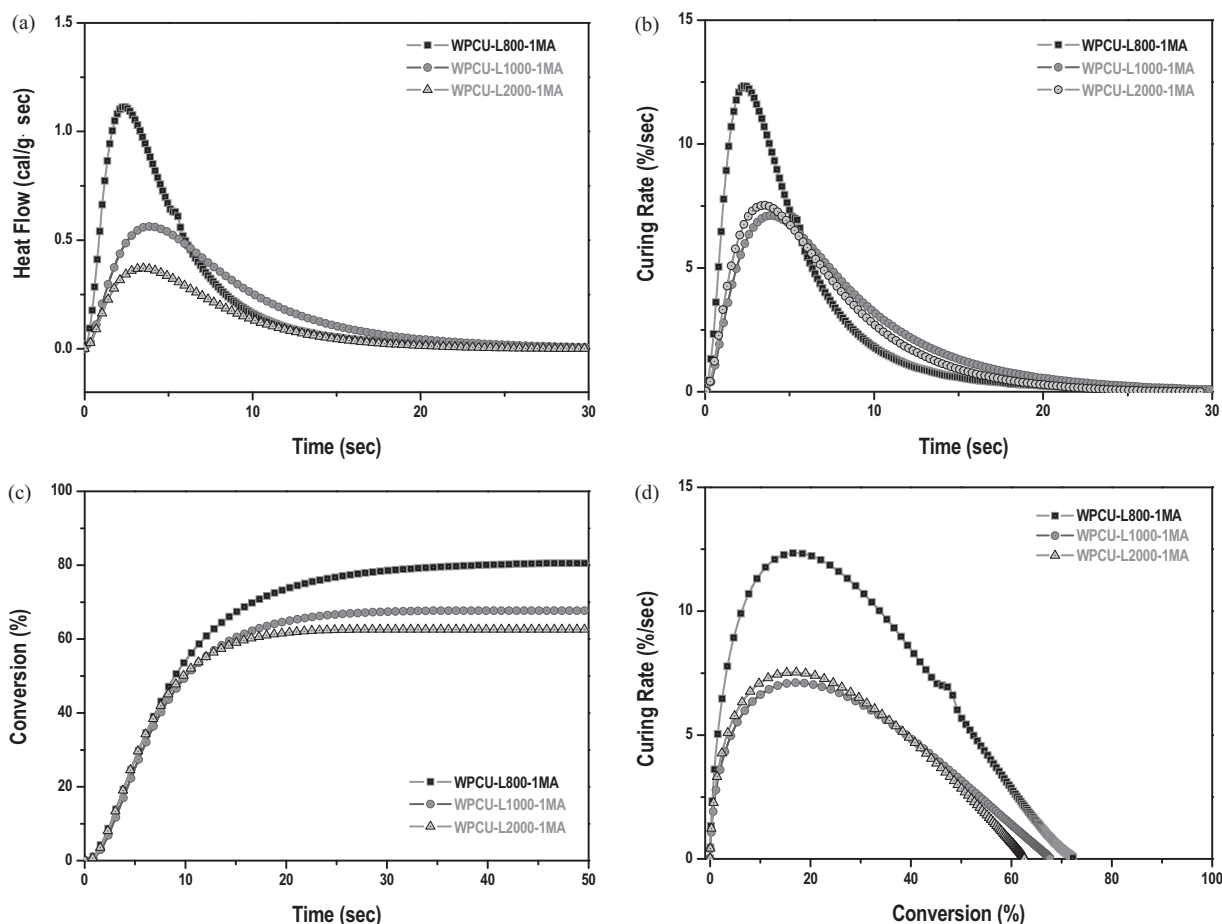 (a)
1.5
1.0
0.5
0.0
Heat Flow (cal/g· sec)
WPCU-L800-1MA
WPCU-L1000-1MA
WPCU-L2000-1MA
0 10 20 30
Time (sec)
(b)
15
10
5
0
Curing Rate (%/sec)
WPCU-L800-1MA
WPCU-L1000-1MA
WPCU-L2000-1MA
0 10 20 30
Time (sec)
(c)
100
80
60
40
20
0
Conversion (%)
WPCU-L800-1MA
WPCU-L1000-1MA
WPCU-L2000-1MA
0 10 20 30 40 50
Time (sec)
(d)
15
10
5
0
Curing Rate (%/sec)
WPCU-L800-1MA
WPCU-L1000-1MA
WPCU-L2000-1MA
0 20 40 60 80 100
Conversion (%)